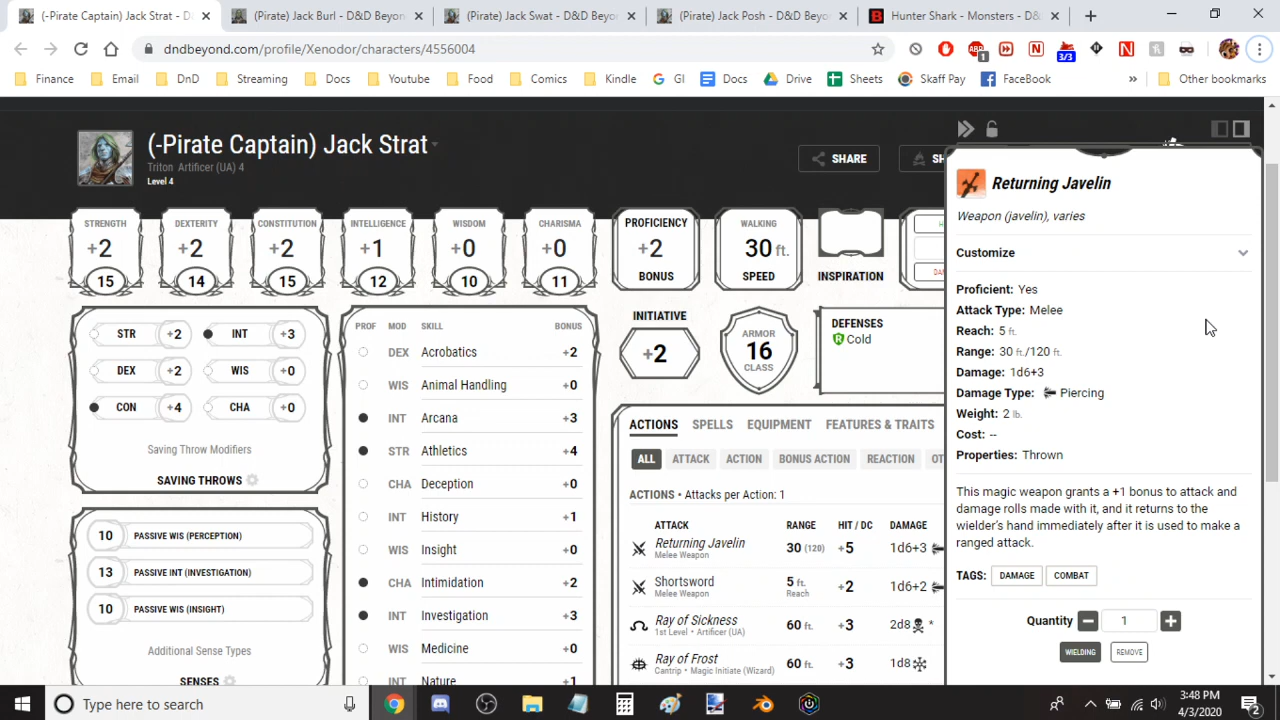 (-Pirate Captain) Jack Strat - D
(Pirate) Jack Burl - D&D Beyon
(Pirate) Jack Swat - D&D Bey
(Pirate) Jack Posh - D&D Beyo
Hunter Shark - Monsters - D&
dndbeyond.com/profile/Xenodor/characters/4556004
ABP
1
3/3
N
N
Finance
Email
DnD
Streaming
Docs
Youtube
Food
Comics
Kindle
GI
Docs
Drive
Sheets
Skaff Pay
FaceBook
»
Other bookmarks
(-Pirate Captain) Jack Strat
Triton Artificer (UA) 4
Level 4
SHARE
SH
STRENGTH
+2
15
DEXTERITY
+2
14
CONSTITUTION
+2
15
INTELLIGENCE
+1
12
WISDOM
+0
10
CHARISMA
+0
11
PROFICIENCY
+2
BONUS
WALKING
30 ft.
SPEED
INSPIRATION
H
DA
STR +2
INT +3
DEX +2
WIS +0
CON +4
CHA +0
Saving Throw Modifiers
SAVING THROWS
10 PASSIVE WIS (PERCEPTION)
13 PASSIVE INT (INVESTIGATION)
10 PASSIVE WIS (INSIGHT)
Additional Sense Types
SENSES
PROF MOD SKILL BONUS
DEX Acrobatics +2
WIS Animal Handling +0
INT Arcana +3
STR Athletics +4
CHA Deception +0
INT History +1
WIS Insight +0
CHA Intimidation +2
INT Investigation +3
WIS Medicine +0
INT Nature +1
INITIATIVE
+2
ARMOR
16
CLASS
DEFENSES
R Cold
ACTIONS SPELLS EQUIPMENT FEATURES & TRAITS
ALL ATTACK ACTION BONUS ACTION REACTION OT
ACTIONS • Attacks per Action: 1
ATTACK RANGE HIT / DC DAMAGE
Returning Javelin 30 (120) +5 1d6+3
Melee Weapon
Shortsword 5 ft. +2 1d6+2
Melee Weapon Reach
Ray of Sickness 60 ft. +3 2d8 *
1st Level • Artificer (UA)
Ray of Frost 60 ft. +3 1d8
Cantrip • Magic Initiate (Wizard)
Returning Javelin
Weapon (javelin), varies
Customize
Proficient: Yes
Attack Type: Melee
Reach: 5 ft.
Range: 30 ft./120 ft.
Damage: 1d6+3
Damage Type: Piercing
Weight: 2 lb.
Cost: --
Properties: Thrown
This magic weapon grants a +1 bonus to attack and
damage rolls made with it, and it returns to the
wielder's hand immediately after it is used to make a
ranged attack.
TAGS: DAMAGE COMBAT
Quantity 1
WIELDING REMOVE
Type here to search
3:48 PM
4/3/2020
2